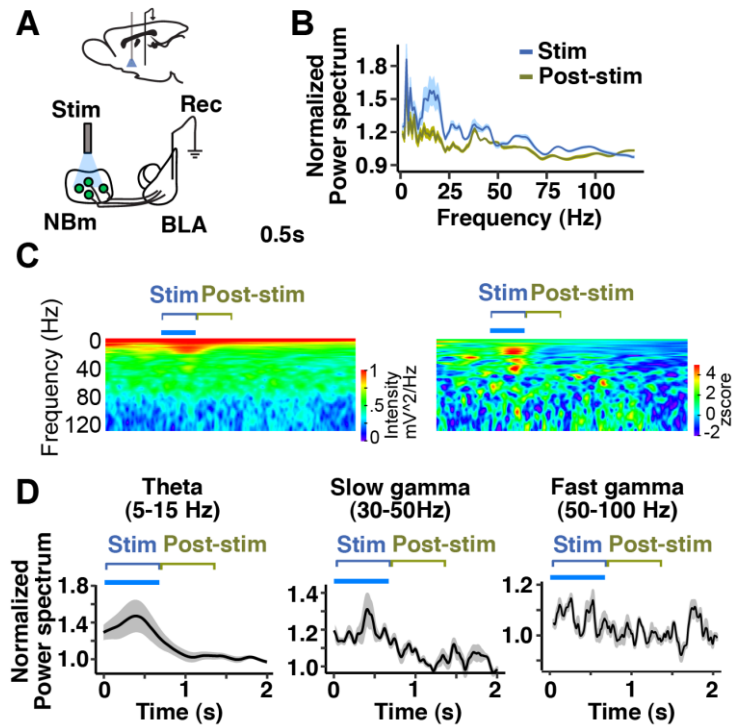 A
Stim
Rec
NBm
BLA
0.5s
B
Normalized
Power spectrum
1.8
1.5
1.2
0.9
Stim
Post-stim
0 25 50 75 100
Frequency (Hz)
C
Stim Post-stim
Frequency (Hz)
0
40
80
120
1
.5
0
Intensity
mV^2/Hz
Stim Post-stim
4
2
0
-2
zscore
D
Theta
(5-15 Hz)
Stim Post-stim
Normalized
Power spectrum
1.8
1.4
1.0
0 1 2
Time (s)
Slow gamma
(30-50Hz)
Stim Post-stim
1.4
1.2
1.0
0 1 2
Time (s)
Fast gamma
(50-100 Hz)
Stim Post-stim
1.2
1.0
0 1 2
Time (s)